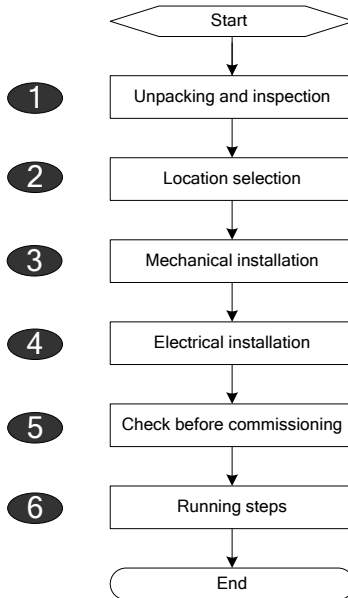 Start
1
Unpacking and inspection
2
Location selection
3
Mechanical installation
4
Electrical installation
5
Check before commissioning
6
Running steps
End